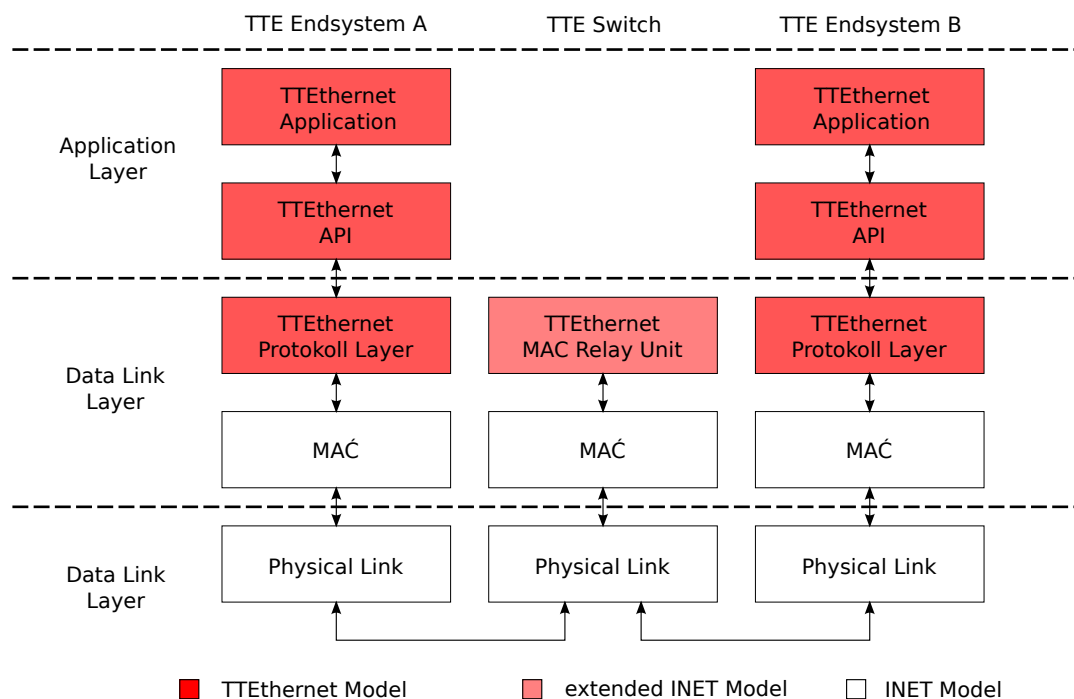 TTE Endsystem A
TTE Switch
TTE Endsystem B
Application
Layer
TTEthernet
Application
TTEthernet
Application
TTEthernet
API
TTEthernet
API
Data Link
Layer
TTEthernet
Protokoll Layer
TTEthernet
MAC Relay Unit
TTEthernet
Protokoll Layer
MAĆ
MAĆ
MAĆ
Data Link
Layer
Physical Link
Physical Link
Physical Link
TTEthernet Model
extended INET Model
INET Model